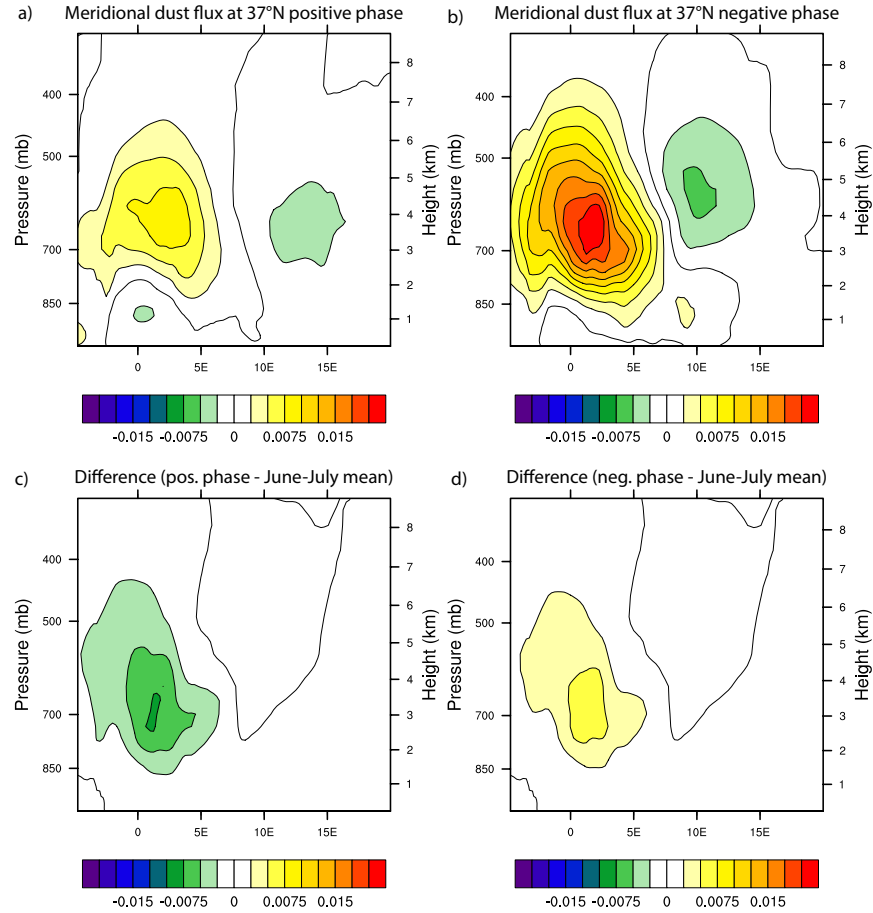 a) Meridional dust flux at 37°N positive phase
Pressure (mb)
400
500
700
850
8
7
6
5
4
3
2
1
Height (km)
0 5E 10E 15E
-0.015 -0.0075 0 0.0075 0.015
b) Meridional dust flux at 37°N negative phase
Pressure (mb)
400
500
700
850
8
7
6
5
4
3
2
1
Height (km)
0 5E 10E 15E
-0.015 -0.0075 0 0.0075 0.015
c) Difference (pos. phase - June-July mean)
Pressure (mb)
400
500
700
850
8
7
6
5
4
3
2
1
Height (km)
0 5E 10E 15E
-0.015 -0.0075 0 0.0075 0.015
d) Difference (neg. phase - June-July mean)
Pressure (mb)
400
500
700
850
8
7
6
5
4
3
2
1
Height (km)
0 5E 10E 15E
-0.015 -0.0075 0 0.0075 0.015